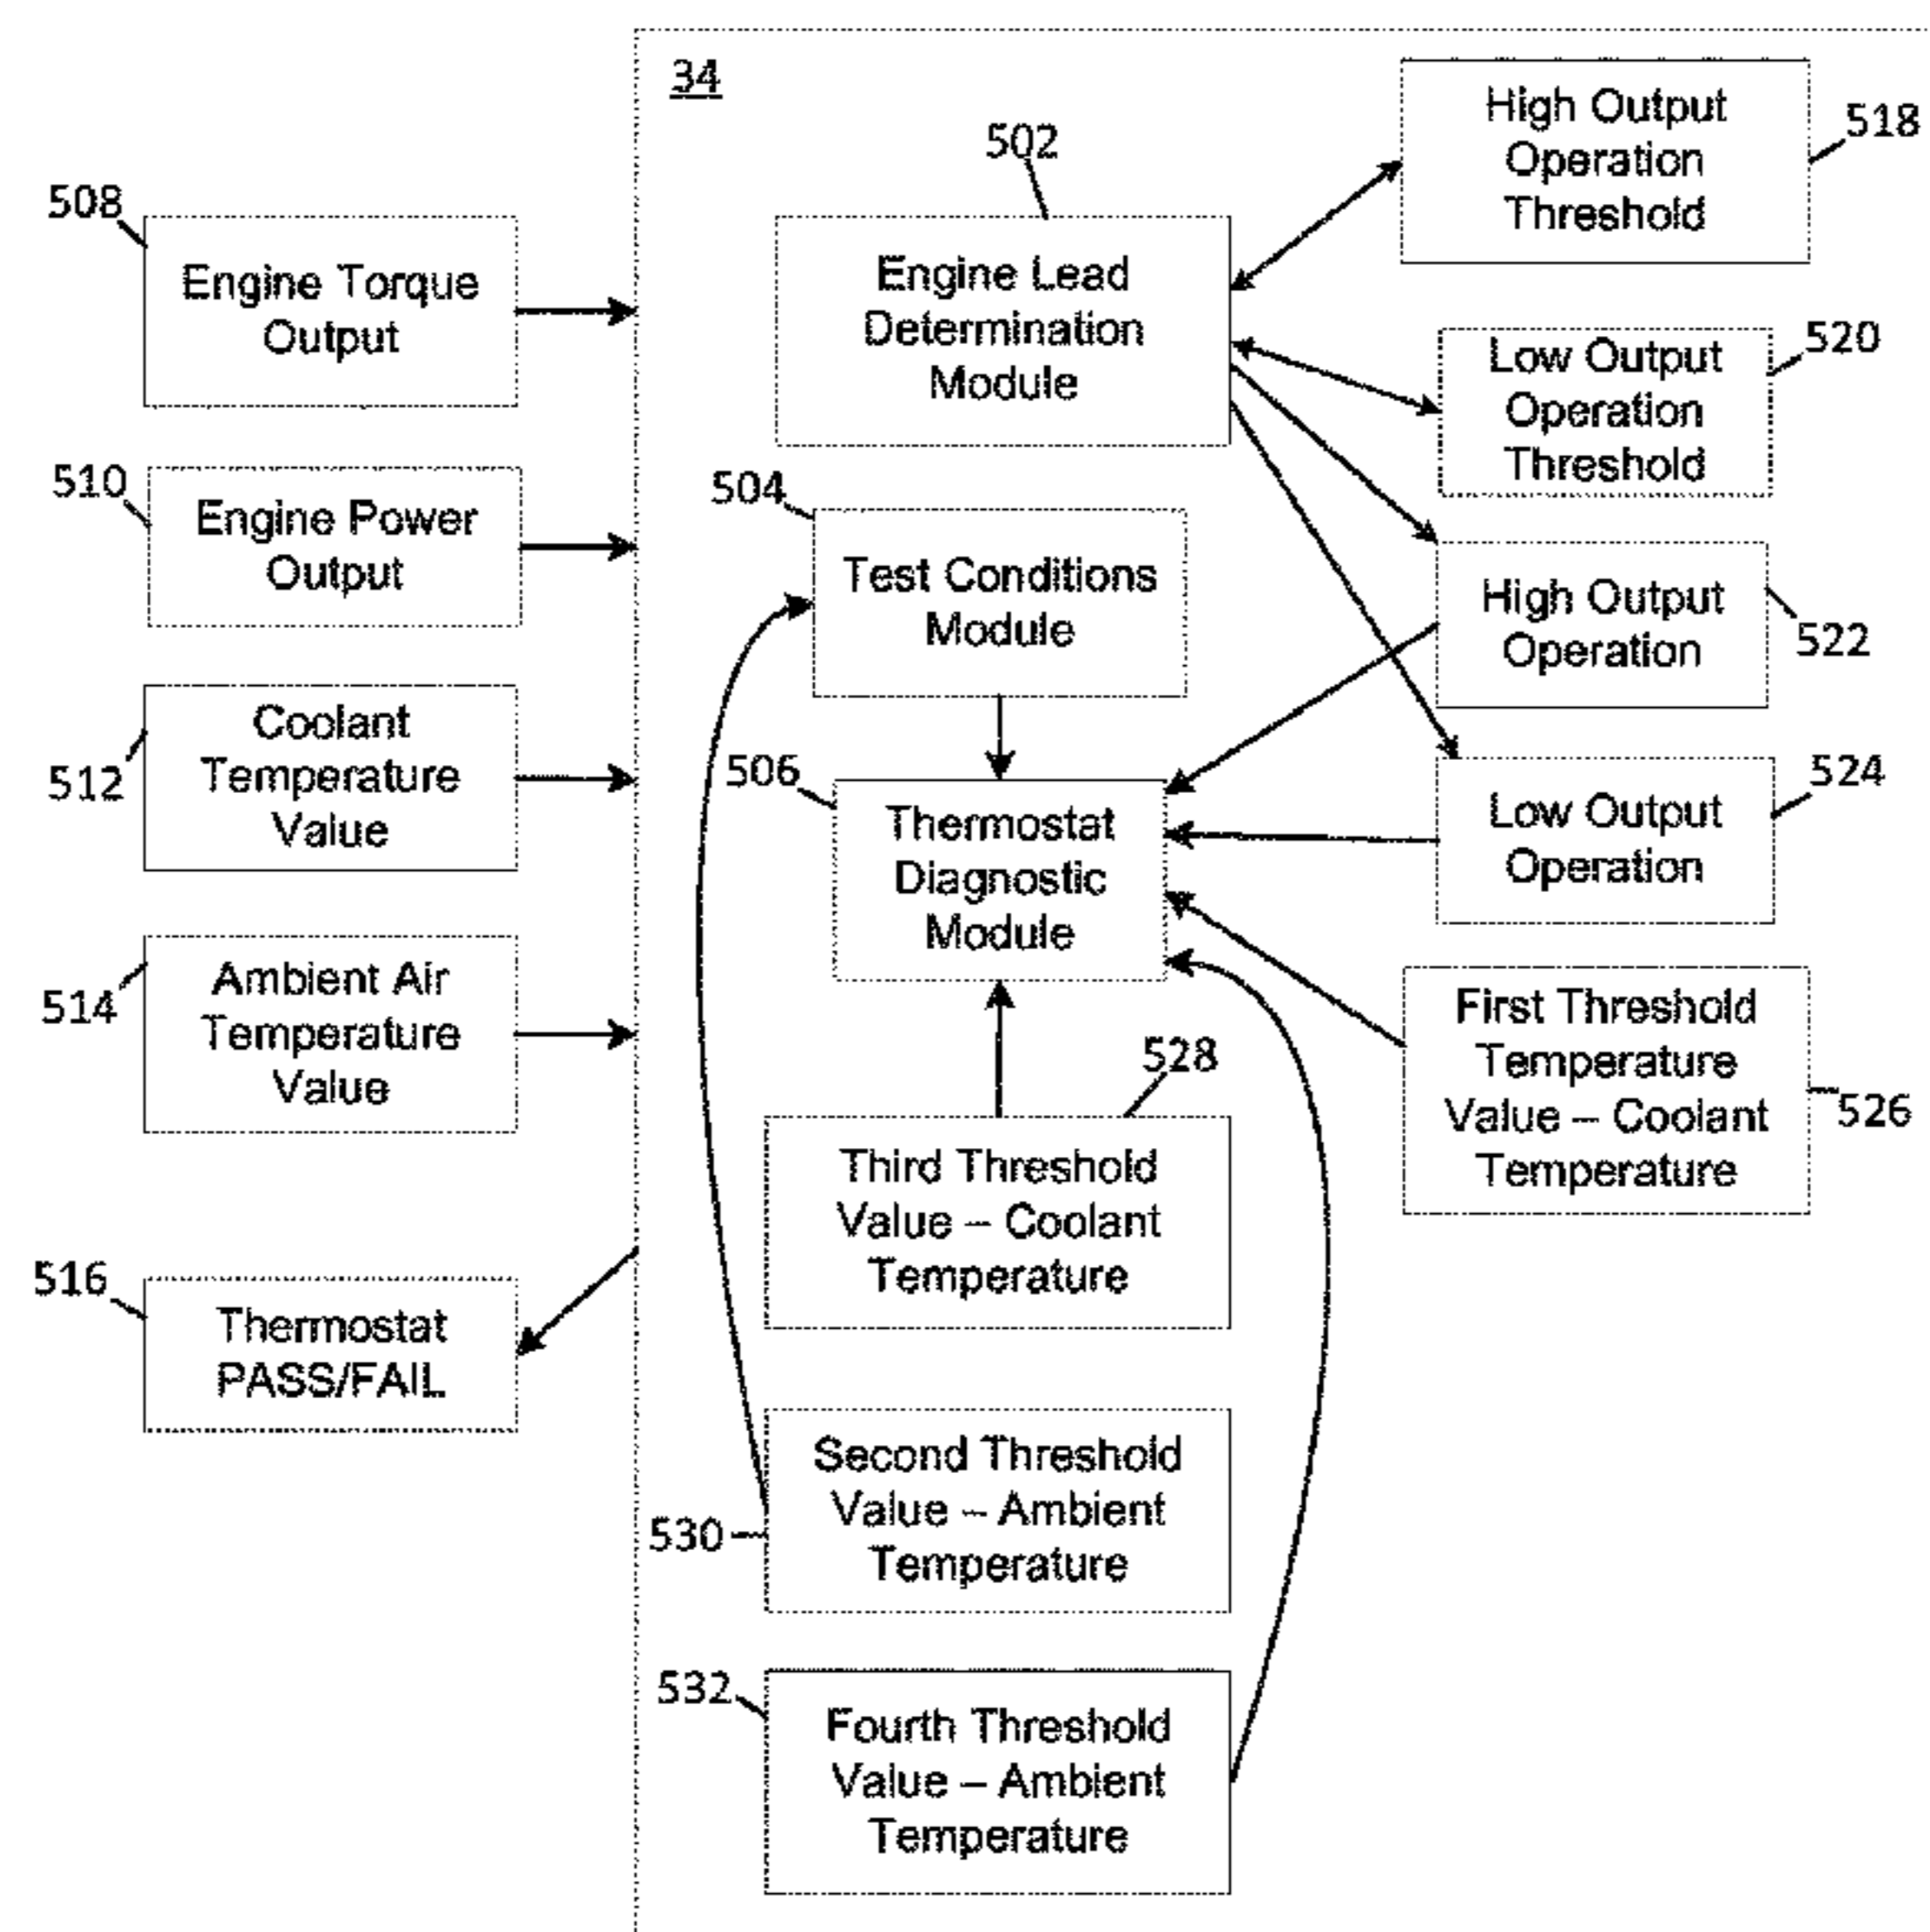 34
502
High Output
Operation
Threshold
518
508
Engine Torque
Output
Engine Lead
Determination
Module
Low Output
Operation
Threshold
520
510
Engine Power
Output
504
Test Conditions
Module
High Output
Operation
522
512
Coolant
Temperature
Value
506
Thermostat
Diagnostic
Module
Low Output
Operation
524
514
Ambient Air
Temperature
Value
First Threshold
Temperature
Value – Coolant
Temperature
526
528
Third Threshold
Value – Coolant
Temperature
516
Thermostat
PASS/FAIL
Second Threshold
Value – Ambient
Temperature
530
532
Fourth Threshold
Value – Ambient
Temperature